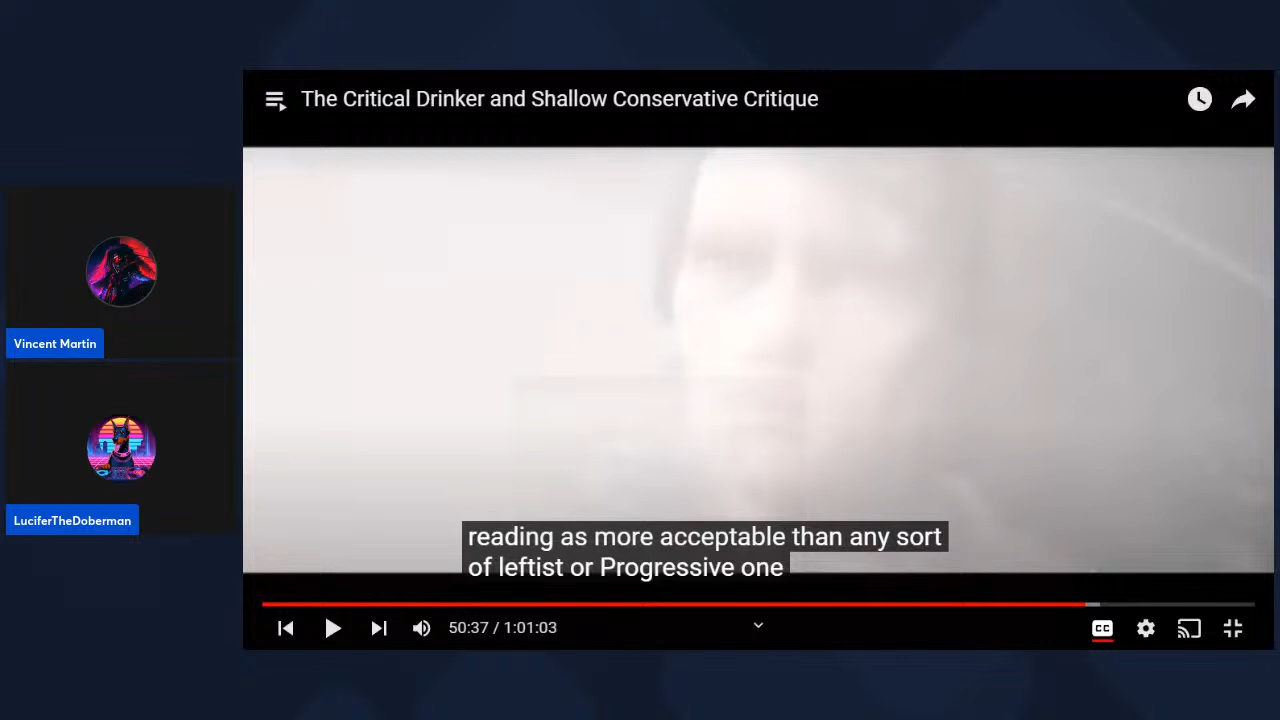 The Critical Drinker and Shallow Conservative Critique
Vincent Martin
LuciferTheDoberman
reading as more acceptable than any sort
of leftist or Progressive one
50:37 / 1:01:03
CC